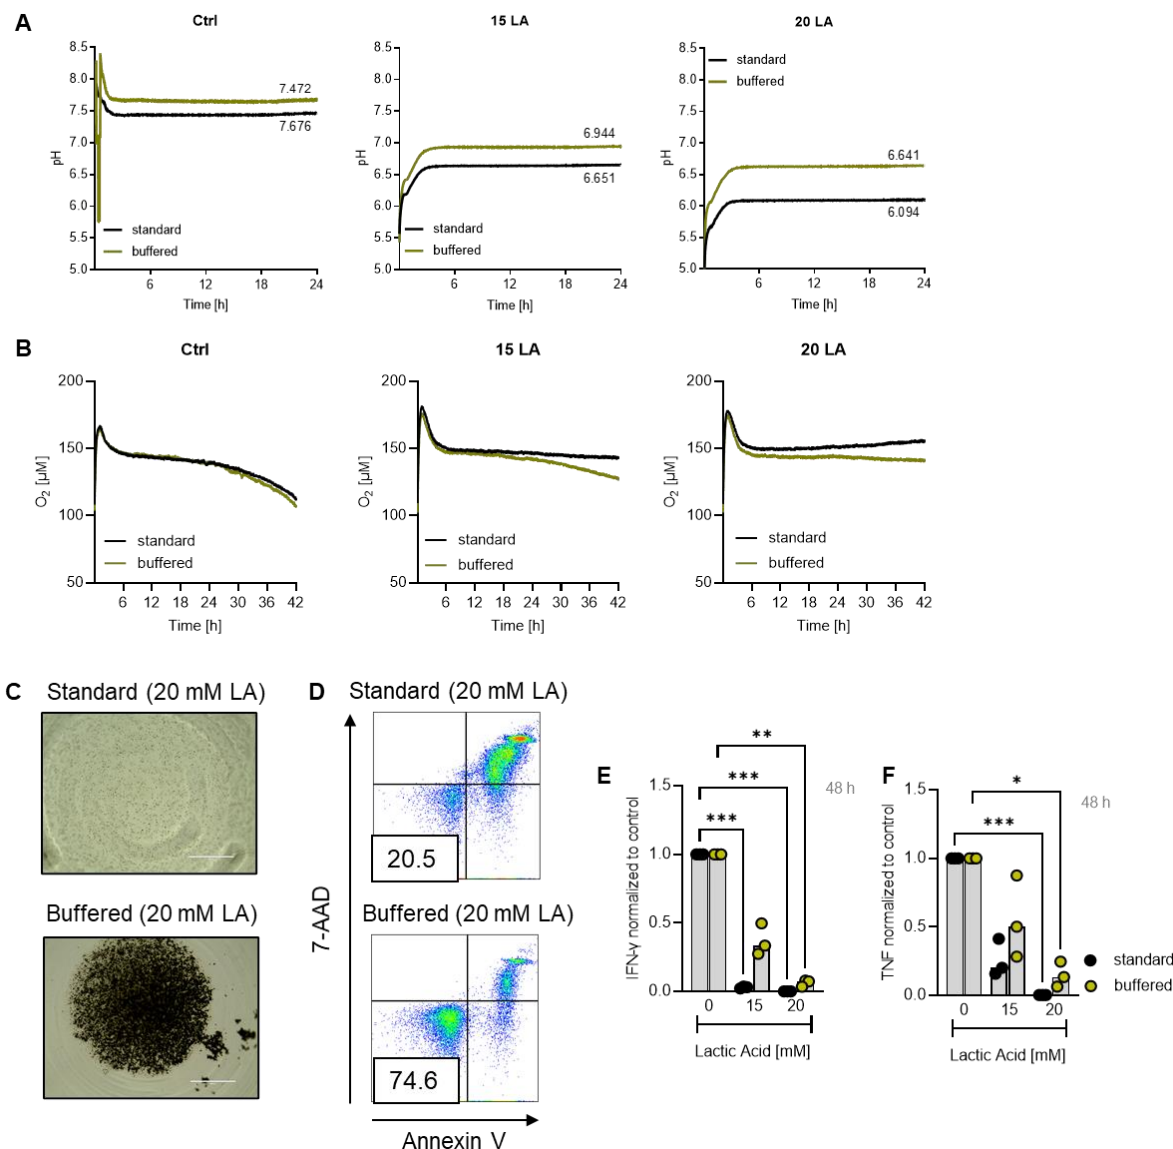 A
Ctrl
15 LA
20 LA
8.5
8.0
7.5
7.0
6.5
6.0
5.5
5.0
pH
7.472
7.676
standard
buffered
6
12
18
24
Time [h]
8.5
8.0
7.5
7.0
6.5
6.0
5.5
5.0
pH
6.944
6.651
standard
buffered
6
12
18
24
Time [h]
8.5
8.0
7.5
7.0
6.5
6.0
5.5
5.0
pH
standard
buffered
6.641
6.094
6
12
18
24
Time [h]
B
Ctrl
15 LA
20 LA
200
150
100
50
O2 [µM]
standard
buffered
6 12 18 24 30 36 42
Time [h]
200
150
100
50
O2 [µM]
standard
buffered
6 12 18 24 30 36 42
Time [h]
200
150
100
50
O2 [µM]
standard
buffered
6 12 18 24 30 36 42
Time [h]
C
Standard (20 mM LA)
Buffered (20 mM LA)
D
Standard (20 mM LA)
20.5
Buffered (20 mM LA)
74.6
7-AAD
Annexin V
E
48 h
**
***
***
1.5
1.0
0.5
0.0
IFN-γ normalized to control
0 15 20
Lactic Acid [mM]
F
48 h
*
***
1.5
1.0
0.5
0.0
TNF normalized to control
0 15 20
Lactic Acid [mM]
standard
buffered